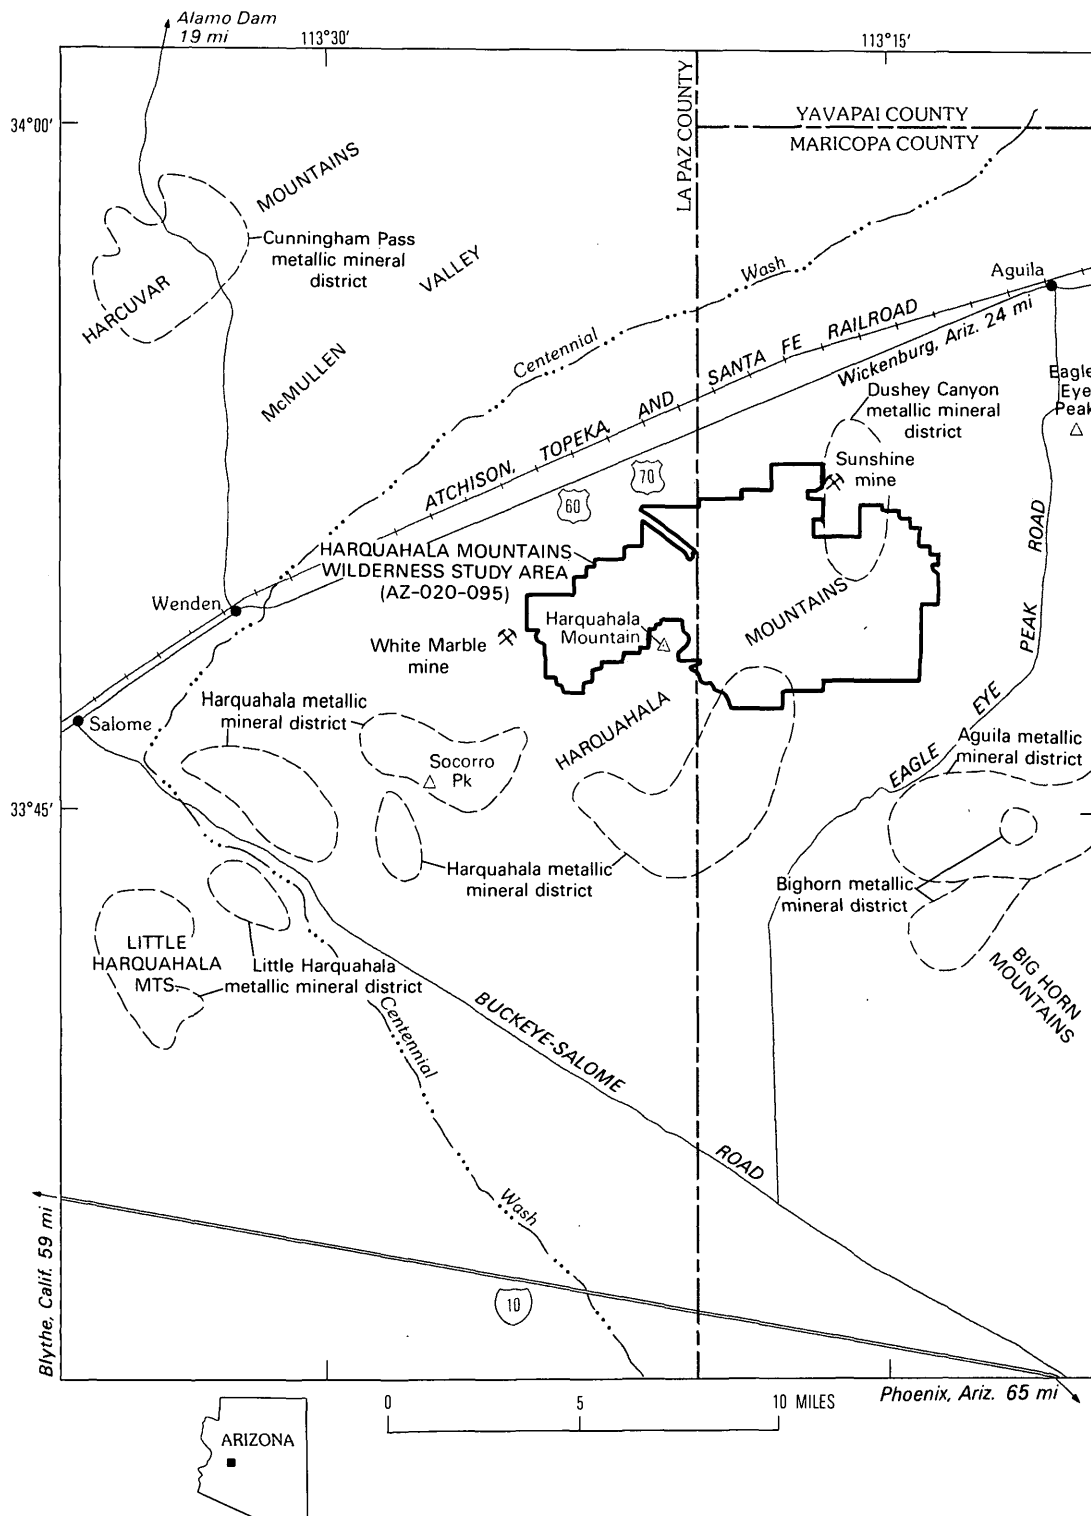 Alamo Dam
19 mi
113°30'
113°15'
34°00'
LA PAZ COUNTY
YAVAPAI COUNTY
MARICOPA COUNTY
MOUNTAINS
HARCUVAR
Cunningham Pass
metallic mineral
district
VALLEY
McMULLEN
Centennial
Wash
Aguila
ATCHISON, TOPEKA AND SANTA FE RAILROAD
Wickenburg, Ariz. 24 mi
Eagle
Eye
Peak
Dushey Canyon
metallic mineral
district
Sunshine
mine
70
60
HARQUAHALA MOUNTAINS
WILDERNESS STUDY AREA
(AZ-020-095)
Wenden
White Marble
mine
Harquahala
Mountain
MOUNTAINS
HARQUAHALA
EAGLE EYE PEAK ROAD
Salome
Harquahala metallic
mineral district
Socorro
Pk
Aguila metallic
mineral district
33°45'
Harquahala metallic
mineral district
Bighorn metallic
mineral district
LITTLE
HARQUAHALA
MTS.
Little Harquahala
metallic mineral district
BIG HORN
MOUNTAINS
Centennial
Wash
BUCKEYE-SALOME
ROAD
Blythe, Calif. 59 mi
10
Phoenix, Ariz. 65 mi
0 5 10 MILES
ARIZONA